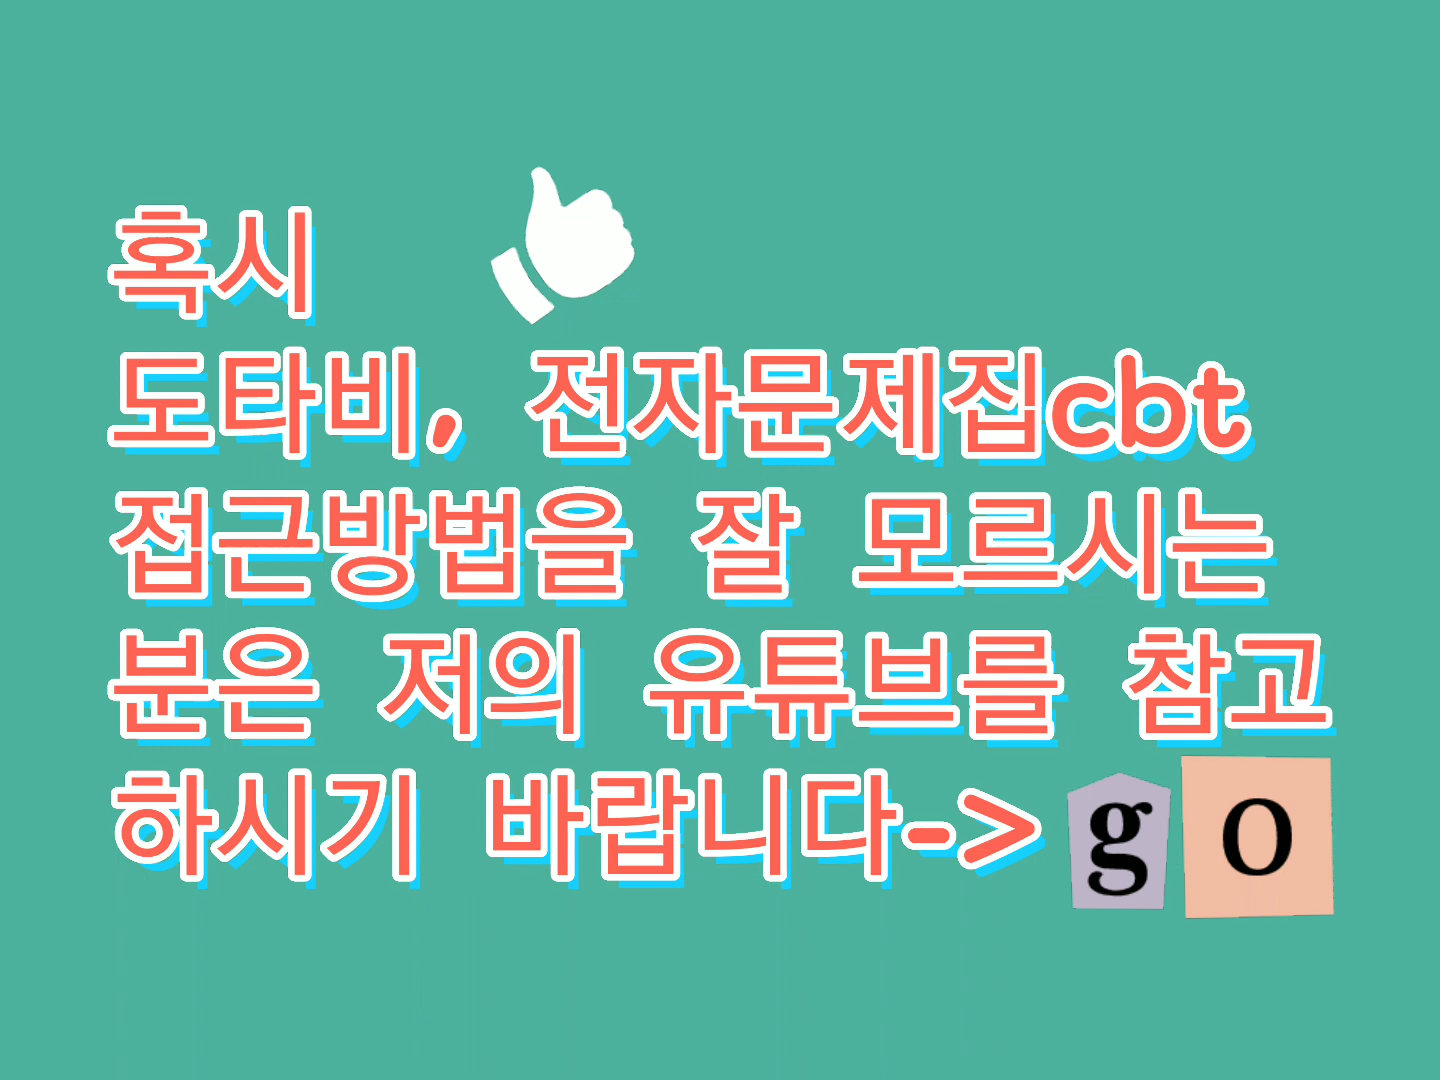 혹시
도타비, 전자문제집cbt
접근방법을 잘 모르시는
분은 저의 유튜브를 참고
하시기 바랍니다-> go